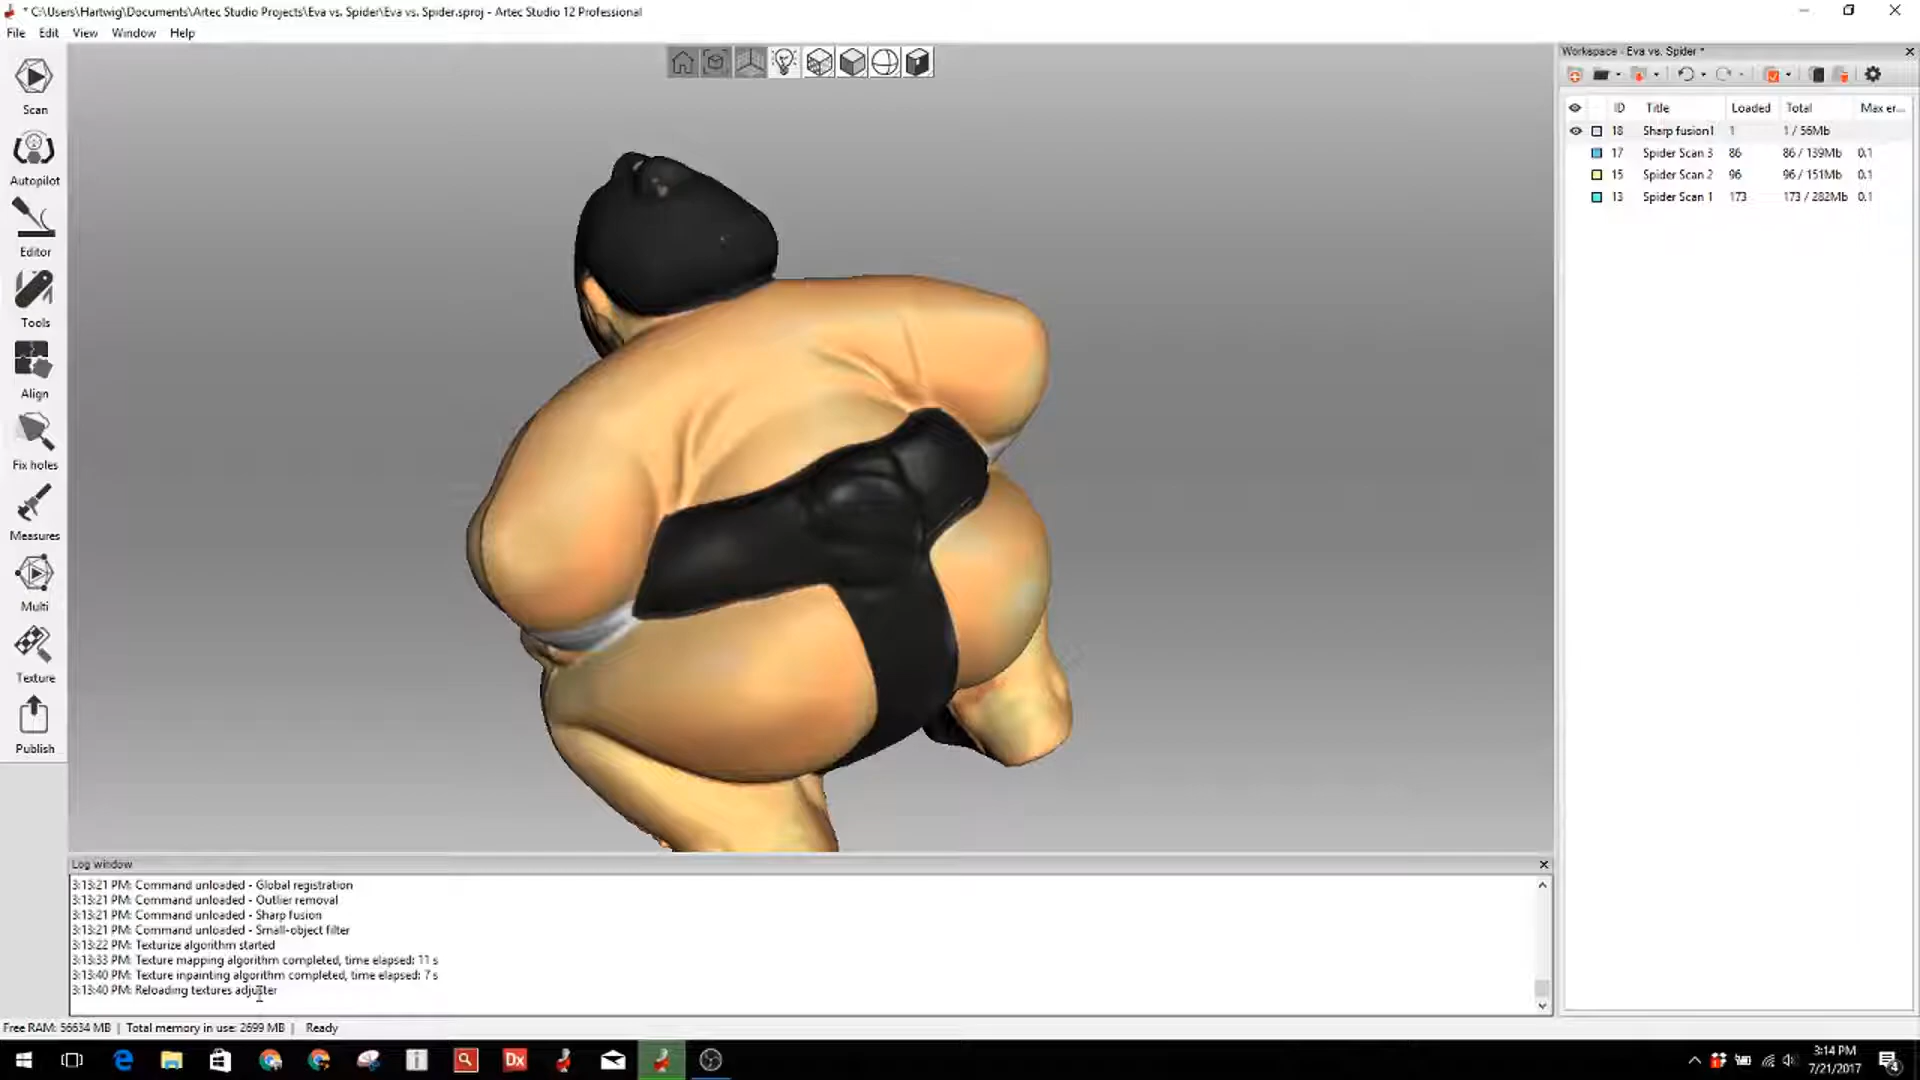 * C:\Users\Hartwig\Documents\Artec Studio Projects\Eva vs. Spider\Eva vs. Spider.sproj - Artec Studio 12 Professional
File Edit View Window Help
Scan
Autopilot
Editor
Tools
Align
Fix holes
Measures
Multi
Texture
Publish
Workspace - Eva vs. Spider *
ID Title Loaded Total Max er...
18 Sharp fusion1 1 1 / 56Mb
17 Spider Scan 3 86 86 / 139Mb 0.1
15 Spider Scan 2 96 96 / 151Mb 0.1
13 Spider Scan 1 173 173 / 282Mb 0.1
Log window
3:13:21 PM: Command unloaded - Global registration
3:13:21 PM: Command unloaded - Outlier removal
3:13:21 PM: Command unloaded - Sharp fusion
3:13:21 PM: Command unloaded - Small-object filter
3:13:22 PM: Texturize algorithm started
3:13:33 PM: Texture mapping algorithm completed, time elapsed: 11 s
3:13:40 PM: Texture inpainting algorithm completed, time elapsed: 7 s
3:13:40 PM: Reloading textures adjuster
Free RAM: 56634 MB | Total memory in use: 2699 MB | Ready
Dx
3:14 PM
7/21/2017
4